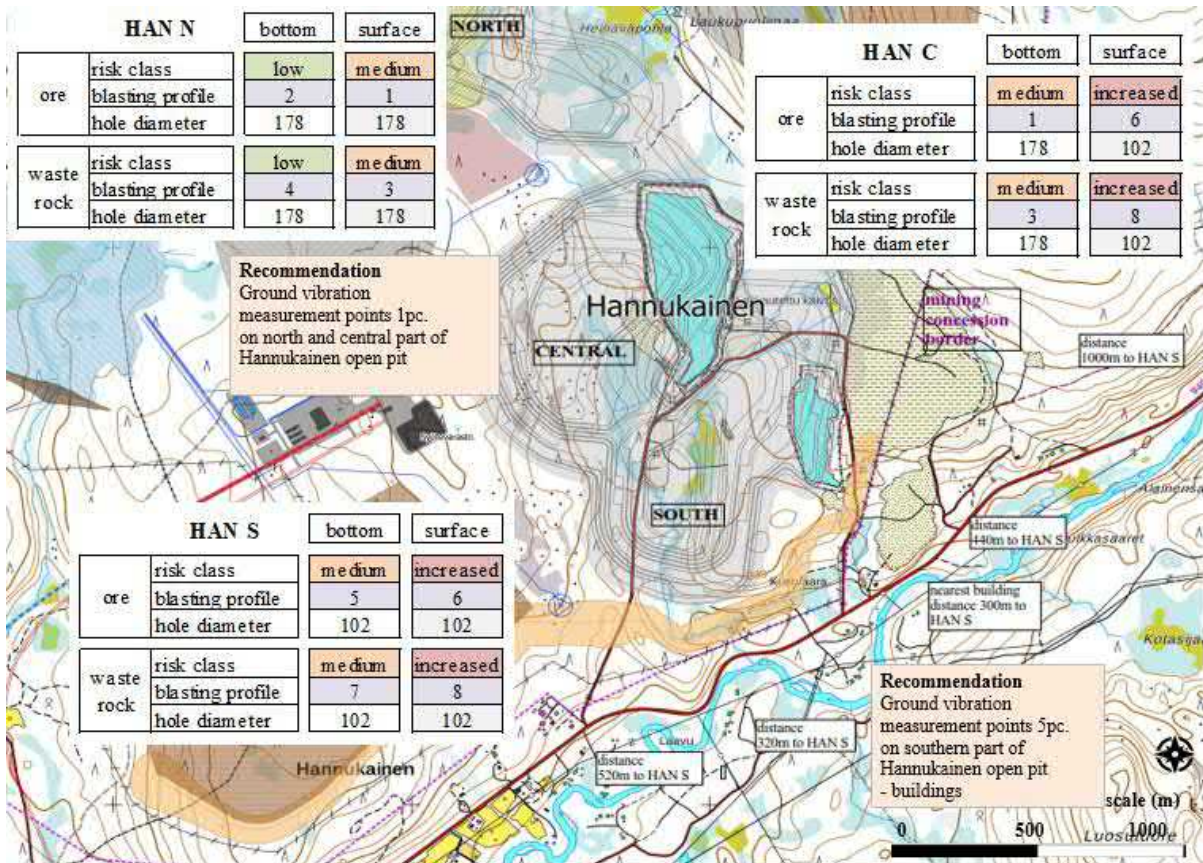 HAN N bottom surface
ore risk class low medium
blasting profile 2 1
hole diameter 178 178
waste rock risk class low medium
blasting profile 4 3
hole diameter 178 178
NORTH
HAN C bottom surface
ore risk class medium increased
blasting profile 1 6
hole diameter 178 102
waste rock risk class medium increased
blasting profile 3 8
hole diameter 178 102
Recommendation
Ground vibration
measurement points 1pc.
on north and central part of
Hannukainen open pit
Hannukainen
CENTRAL
mining
concession
border
distance
1000m to HAN S
SOUTH
distance
440m to HAN S
nearest building
distance 300m to
HAN S
HAN S bottom surface
ore risk class medium increased
blasting profile 5 6
hole diameter 102 102
waste rock risk class medium increased
blasting profile 7 8
hole diameter 102 102
Recommendation
Ground vibration
measurement points 5pc.
on southern part of
Hannukainen open pit
- buildings
distance
320m to HAN S
Laavu
distance
520m to HAN S
Hannukainen
scale (m)
0 500 1000
Luosuluore